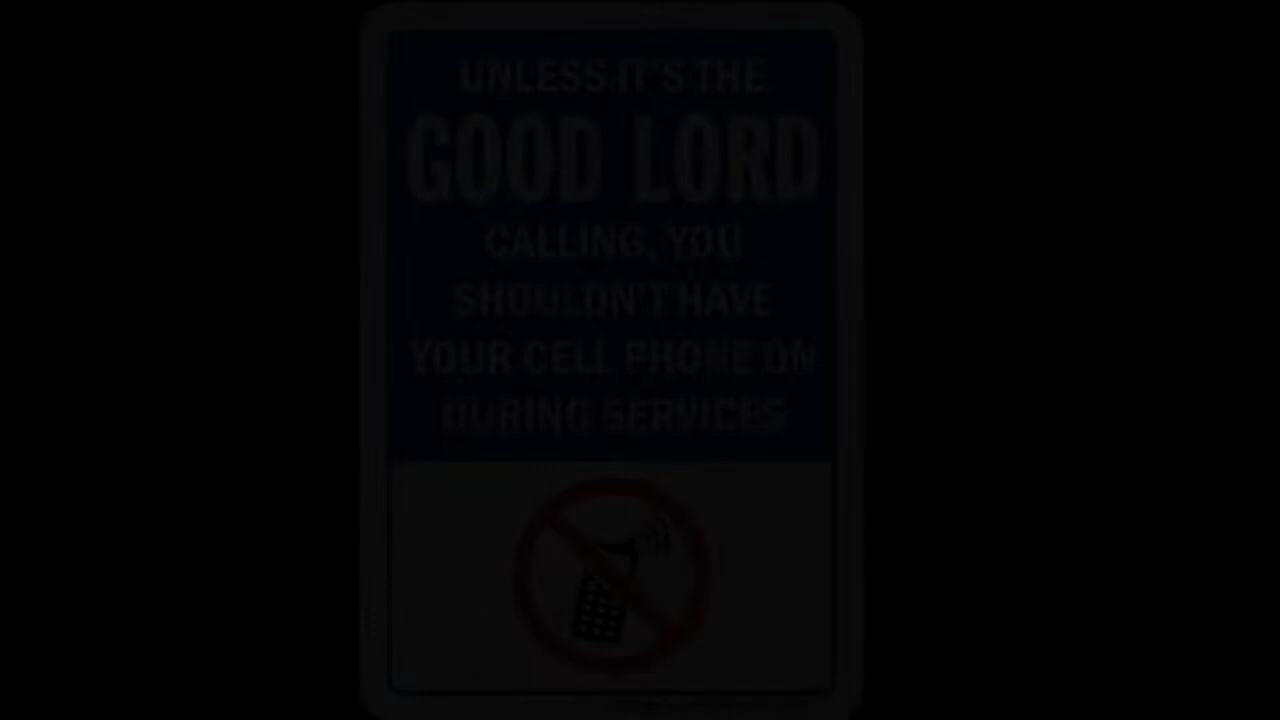 UNLESS IT'S THE
GOOD LORD
CALLING, YOU
SHOULDN'T HAVE
YOUR CELL PHONE ON
DURING SERVICES